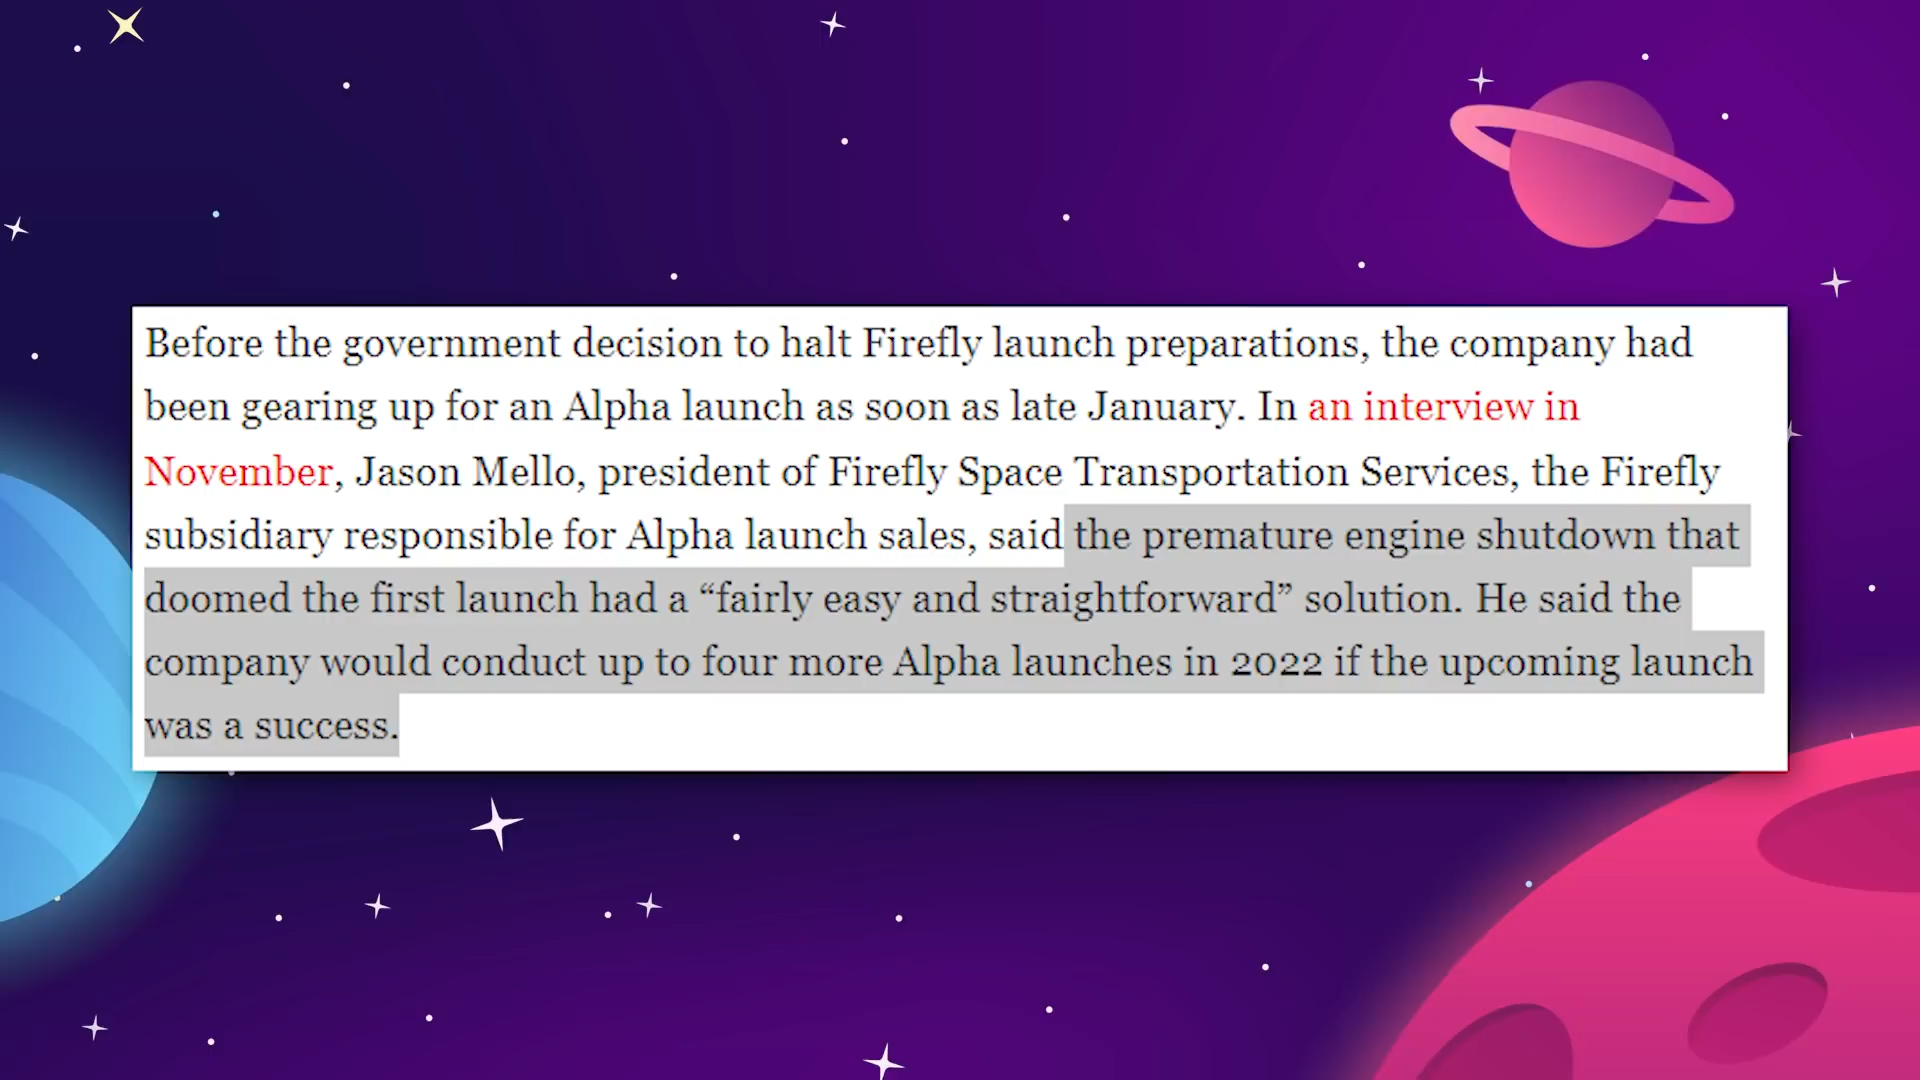 Before the government decision to halt Firefly launch preparations, the company had
been gearing up for an Alpha launch as soon as late January. In an interview in
November, Jason Mello, president of Firefly Space Transportation Services, the Firefly
subsidiary responsible for Alpha launch sales, said the premature engine shutdown that
doomed the first launch had a “fairly easy and straightforward” solution. He said the
company would conduct up to four more Alpha launches in 2022 if the upcoming launch
was a success.